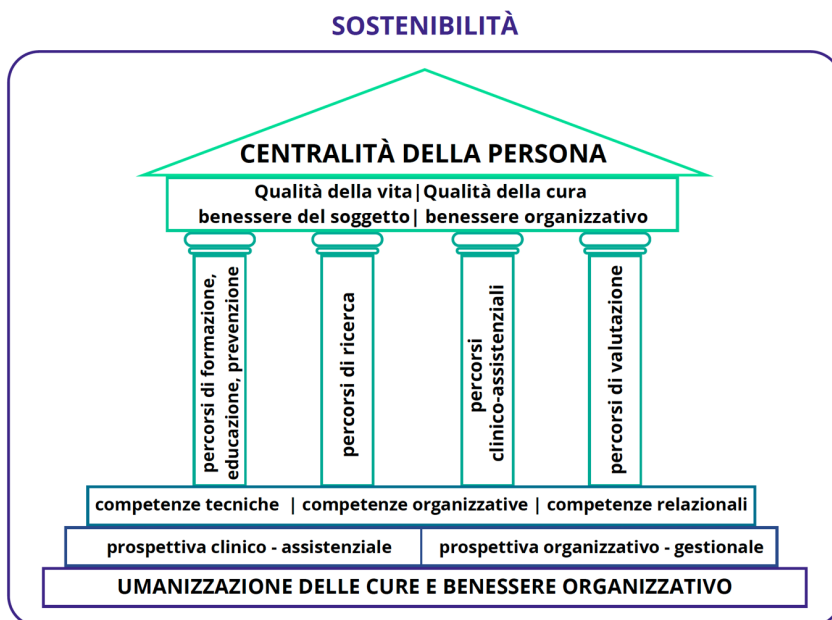 SOSTENIBILITÀ
CENTRALITÀ DELLA PERSONA
Qualità della vita|Qualità della cura
benessere del soggetto| benessere organizzativo
percorsi di formazione,
educazione, prevenzione
percorsi di ricerca
percorsi
clinico-assistenziali
percorsi di valutazione
competenze tecniche | competenze organizzative | competenze relazionali
prospettiva clinico - assistenziale
prospettiva organizzativo - gestionale
UMANIZZAZIONE DELLE CURE E BENESSERE ORGANIZZATIVO